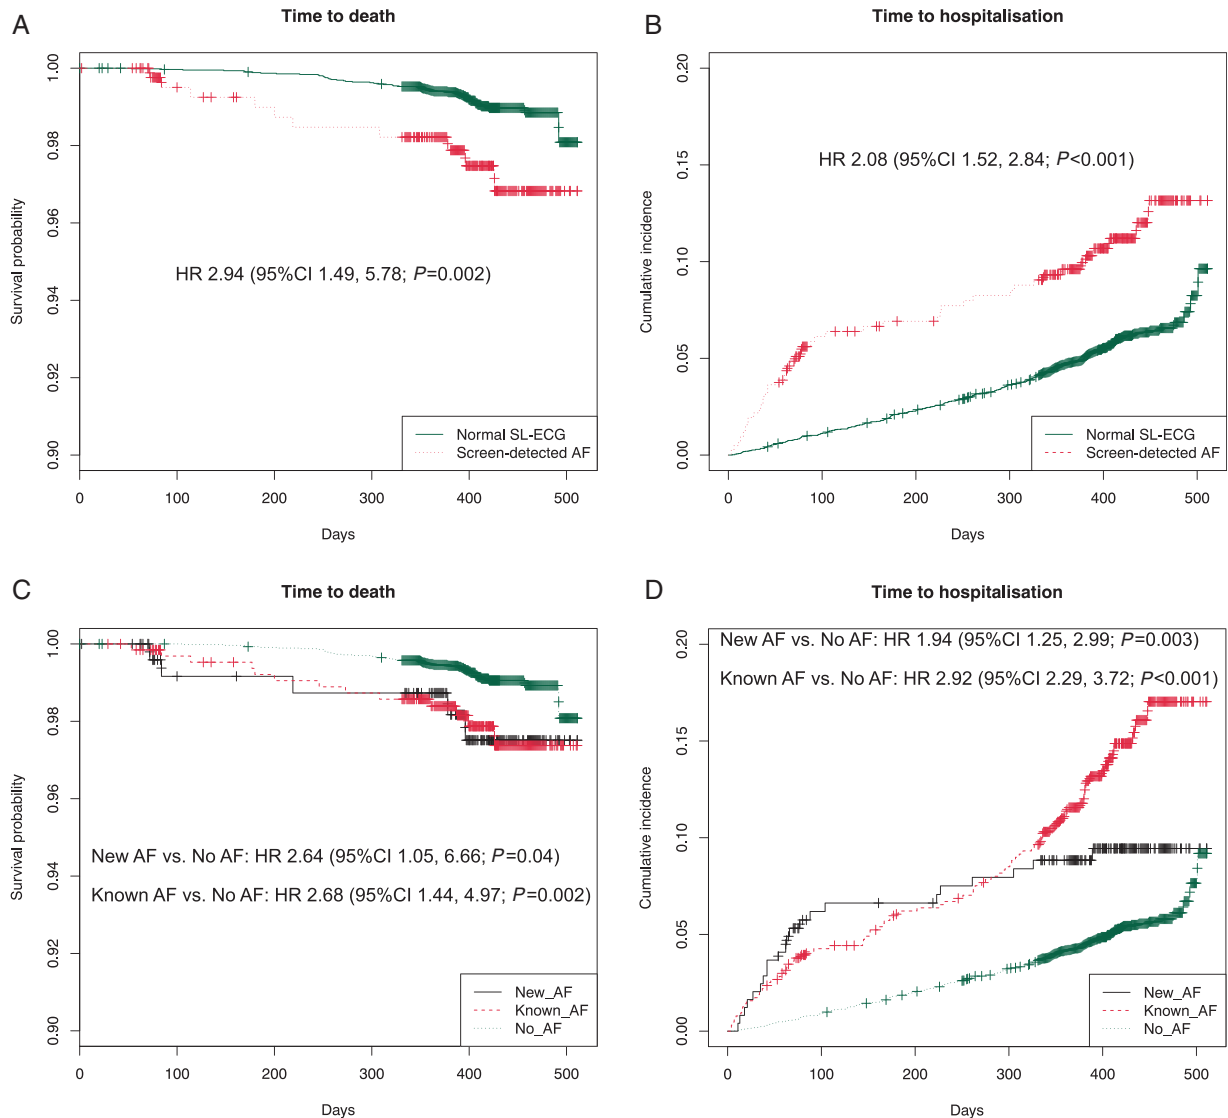 A
Time to death
Survival probability
1.00
0.98
0.96
0.94
0.92
0.90
HR 2.94 (95%CI 1.49, 5.78; P=0.002)
Normal SL-ECG
Screen-detected AF
0 100 200 300 400 500
Days
B
Time to hospitalisation
Cumulative incidence
0.20
0.15
0.10
0.05
0.00
HR 2.08 (95%CI 1.52, 2.84; P<0.001)
Normal SL-ECG
Screen-detected AF
0 100 200 300 400 500
Days
C
Time to death
Survival probability
1.00
0.98
0.96
0.94
0.92
0.90
New AF vs. No AF: HR 2.64 (95%CI 1.05, 6.66; P=0.04)
Known AF vs. No AF: HR 2.68 (95%CI 1.44, 4.97; P=0.002)
New_AF
Known_AF
No_AF
0 100 200 300 400 500
Days
D
Time to hospitalisation
Cumulative incidence
0.20
0.15
0.10
0.05
0.00
New AF vs. No AF: HR 1.94 (95%CI 1.25, 2.99; P=0.003)
Known AF vs. No AF: HR 2.92 (95%CI 2.29, 3.72; P<0.001)
New_AF
Known_AF
No_AF
0 100 200 300 400 500
Days